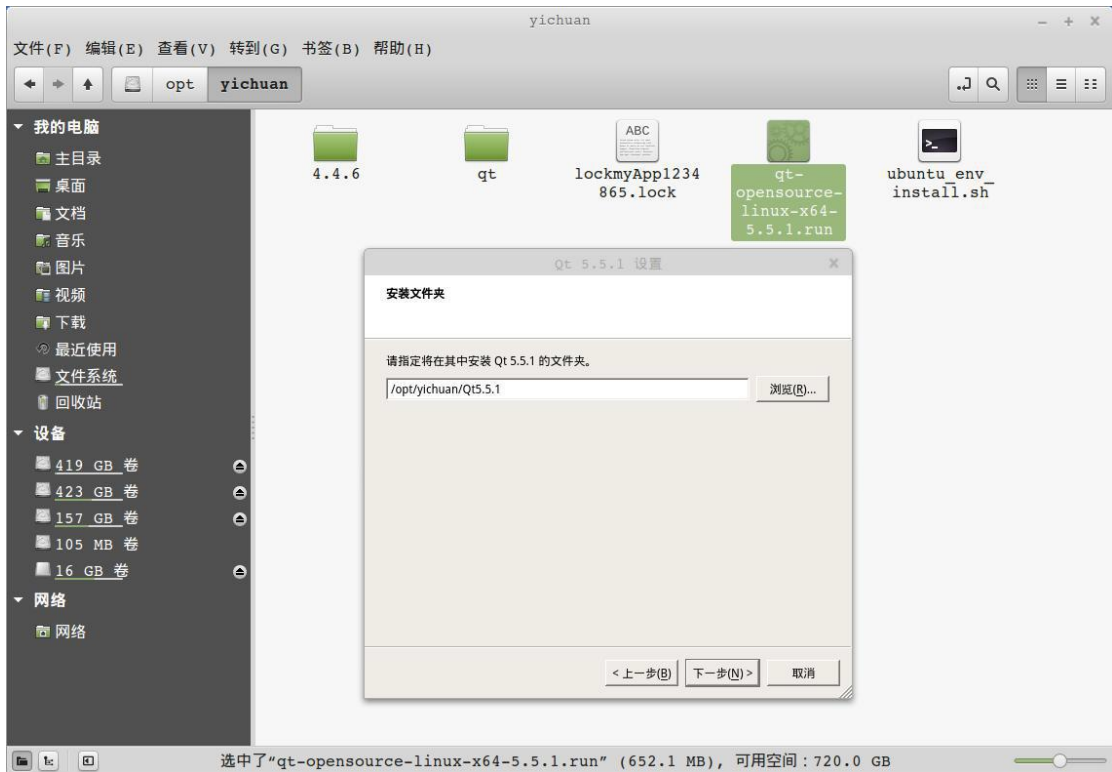 yichuan
文件(F) 编辑(E) 查看(V) 转到(G) 书签(B) 帮助(H)
opt yichuan
我的电脑
主目录
桌面
文档
音乐
图片
视频
下载
最近使用
文件系统
回收站
设备
419 GB 卷
423 GB 卷
157 GB 卷
105 MB 卷
16 GB 卷
网络
网络
4.4.6
qt
ABC
lockmyApp1234
865.lock
qt-
opensource-
linux-x64-
5.5.1.run
>_
ubuntu_env_
install.sh
Qt 5.5.1 设置
安装文件夹
请指定将在其中安装 Qt 5.5.1 的文件夹。
/opt/yichuan/Qt5.5.1
浏览(R)...
< 上一步(B) 下一步(N) > 取消
选中了"qt-opensource-linux-x64-5.5.1.run" (652.1 MB), 可用空间：720.0 GB